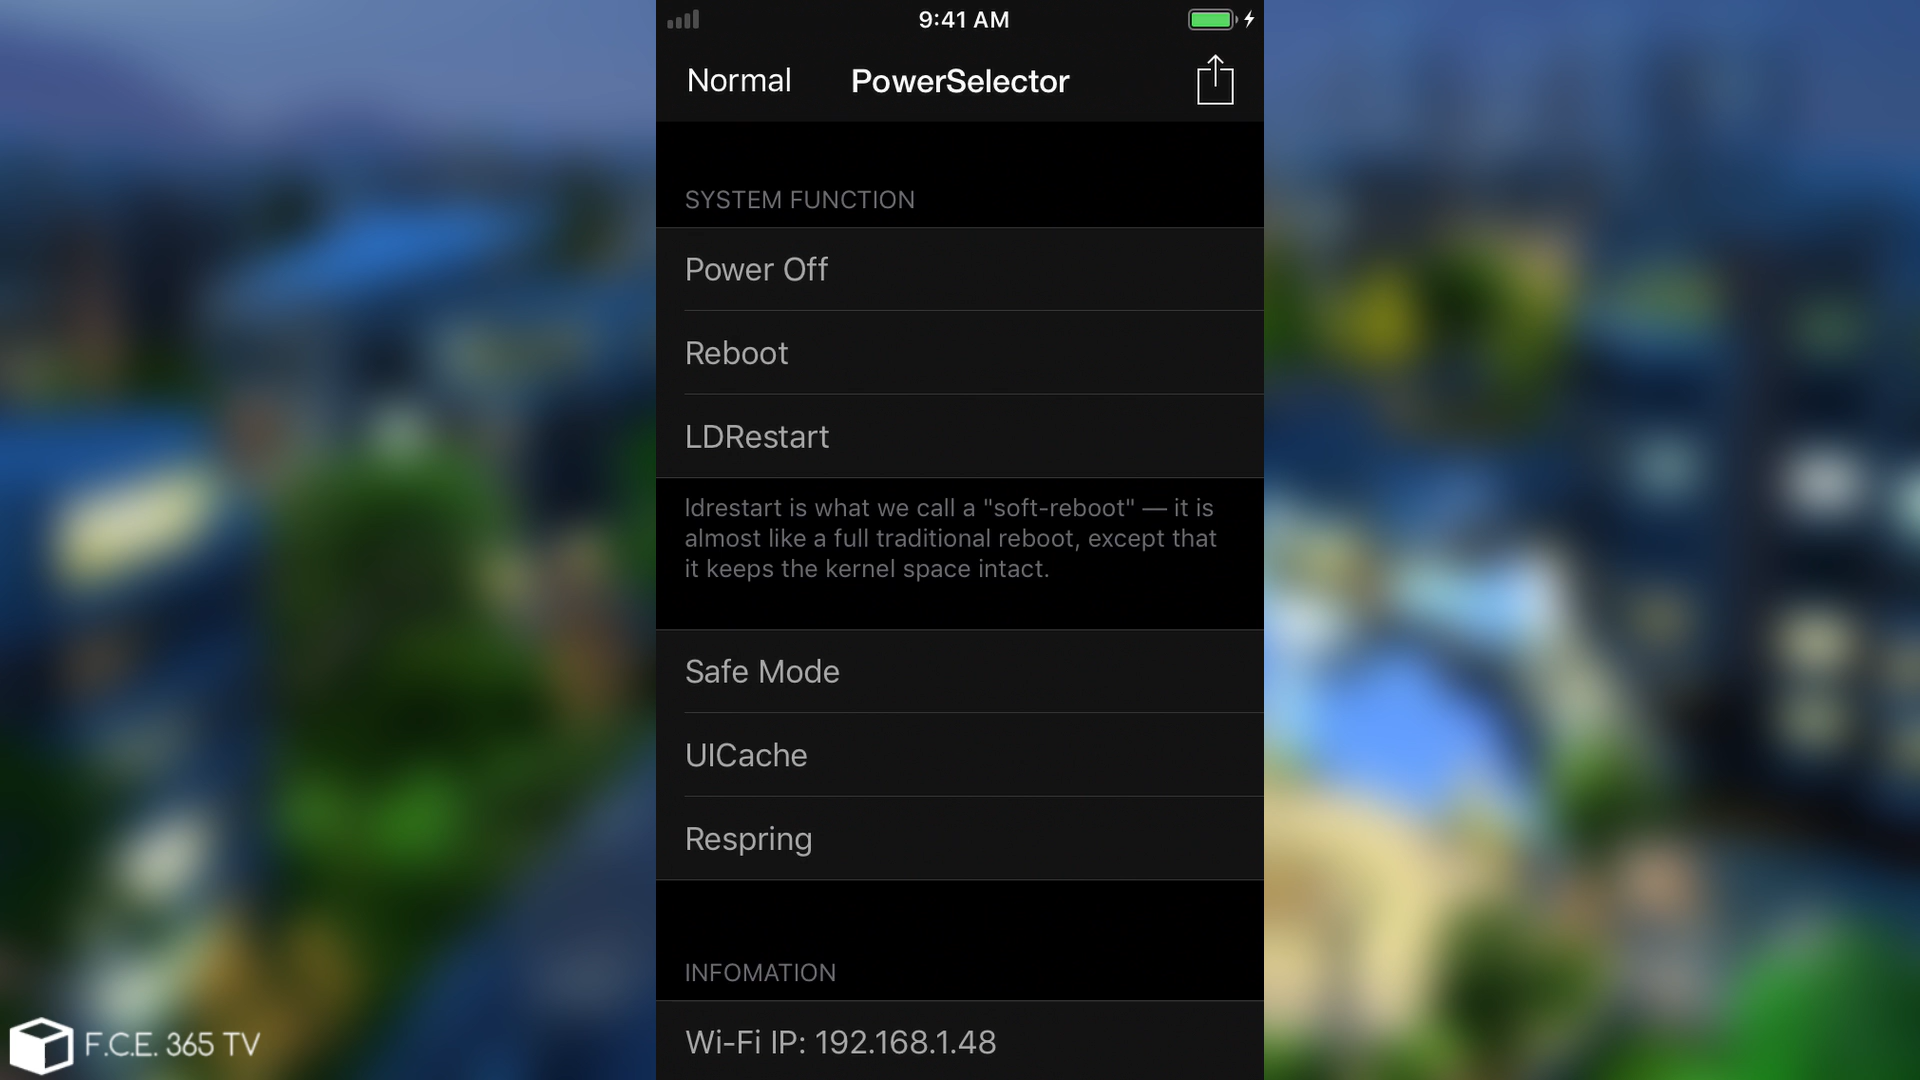 9:41 AM
Normal PowerSelector
SYSTEM FUNCTION
Power Off
Reboot
LDRestart
ldrestart is what we call a "soft-reboot" — it is
almost like a full traditional reboot, except that
it keeps the kernel space intact.
Safe Mode
UICache
Respring
INFOMATION
Wi-Fi IP: 192.168.1.48
F.C.E. 365 TV